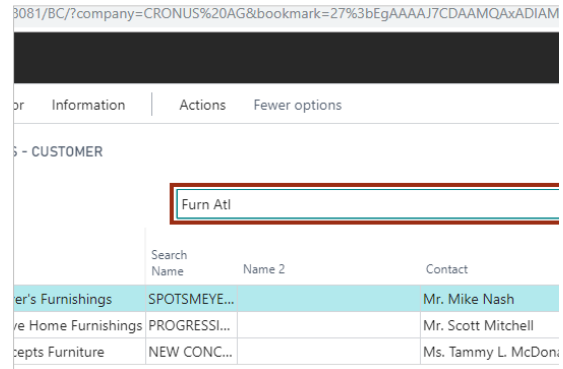 3081/BC/?company=CRONUS%20AG&bookmark=27%3bEgAAAAJ7CDAAMQAxADIAM
or Information Actions Fewer options
S - CUSTOMER
Furn Atl
Search Name Name 2 Contact
er's Furnishings SPOTSMEYE... Mr. Mike Nash
ve Home Furnishings PROGRESSI... Mr. Scott Mitchell
cepts Furniture NEW CONC... Ms. Tammy L. McDona